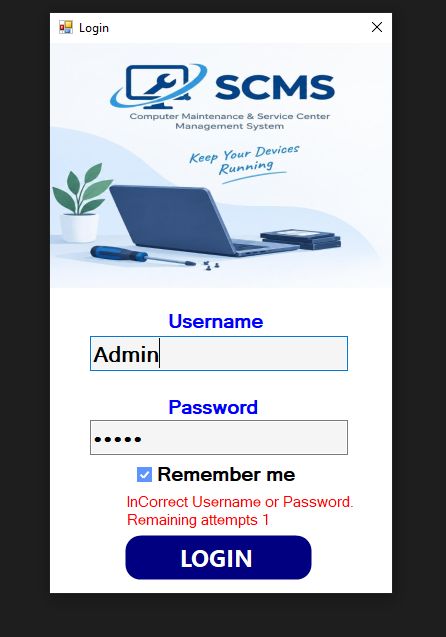 Login
SCMS
Computer Maintenance & Service Center
Management System
Keep Your Devices
Running
Username
Admin
Password
•••••
Remember me
InCorrect Username or Password.
Remaining attempts 1
LOGIN